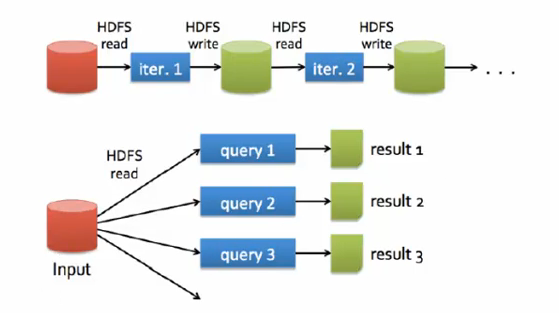 HDFS
read
HDFS
write
HDFS
read
HDFS
write
iter. 1
iter. 2
. . .
HDFS
read
query 1
result 1
query 2
result 2
query 3
result 3
Input